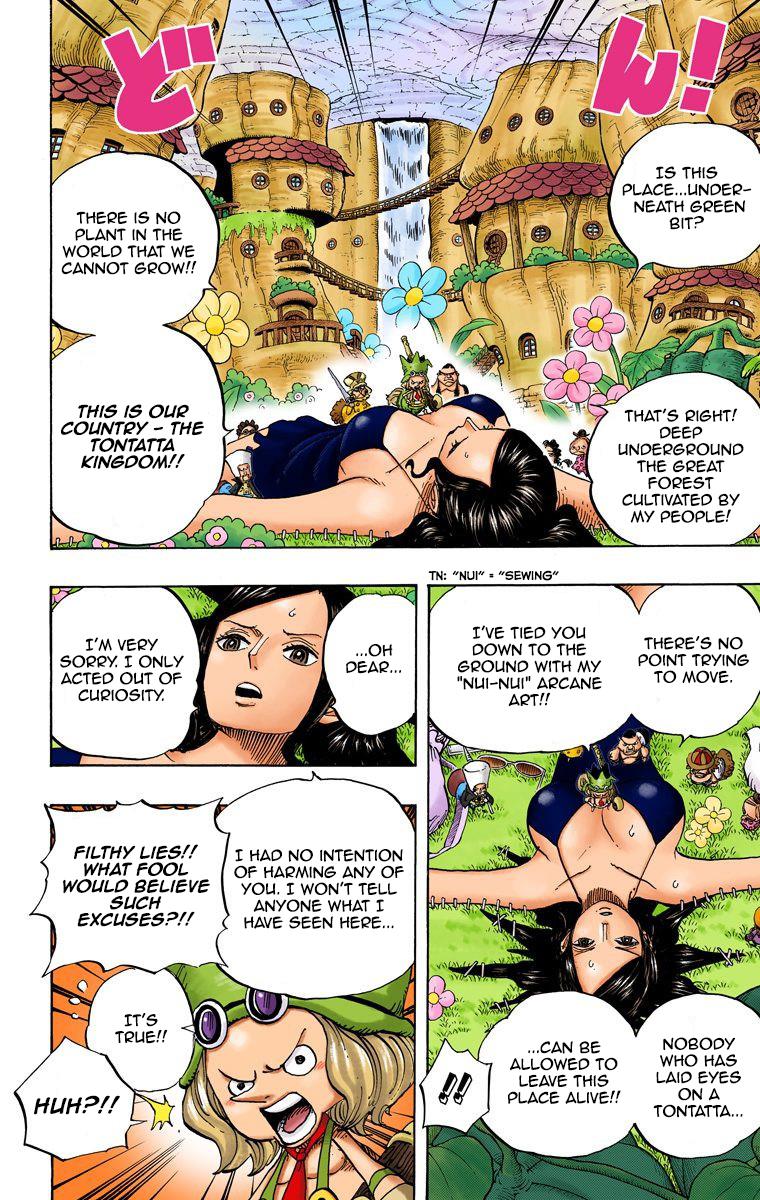 ど
ん!
IS THIS
PLACE...UNDER-
NEATH GREEN
BIT?
THAT'S RIGHT!
DEEP
UNDERGROUND
THE GREAT
FOREST
CULTIVATED BY
MY PEOPLE!
THERE IS NO
PLANT IN THE
WORLD THAT WE
CANNOT GROW!!
THIS IS OUR
COUNTRY - THE
TONTATTA
KINGDOM!!
TN: "NUI" = "SEWING"
THERE'S NO
POINT TRYING
TO MOVE.
I'VE TIED YOU
DOWN TO THE
GROUND WITH MY
"NUI-NUI" ARCANE
ART!!
NOBODY
WHO HAS
LAID EYES
ON A
TONTATTA...
...CAN BE
ALLOWED TO
LEAVE THIS
PLACE ALIVE!!
!!
...OH
DEAR...
I'M VERY
SORRY. I ONLY
ACTED OUT OF
CURIOSITY.
I HAD NO INTENTION
OF HARMING ANY OF
YOU. I WON'T TELL
ANYONE WHAT I
HAVE SEEN HERE...
FILTHY LIES!!
WHAT FOOL
WOULD BELIEVE
SUCH
EXCUSES?!!
IT'S
TRUE!!
HUH?!!